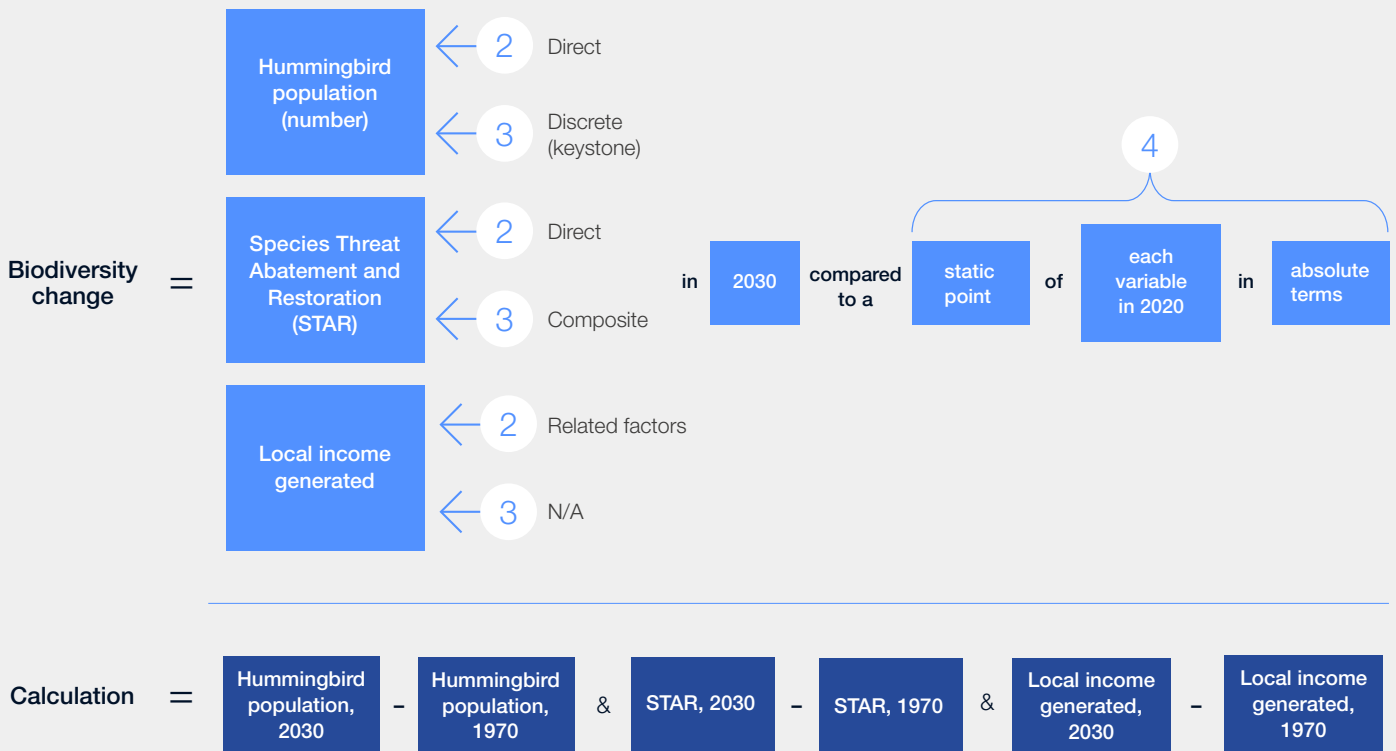 Hummingbird
population
(number)
2
Direct
3
Discrete
(keystone)
Species Threat
Abatement and
Restoration
(STAR)
2
Direct
3
Composite
Local income
generated
2
Related factors
3
N/A
Biodiversity
change
=
in
2030
compared
to a
4
static
point
of
each
variable
in 2020
in
absolute
terms
Calculation
=
Hummingbird
population,
2030
–
Hummingbird
population,
1970
&
STAR, 2030
–
STAR, 1970
&
Local income
generated,
2030
–
Local income
generated,
1970